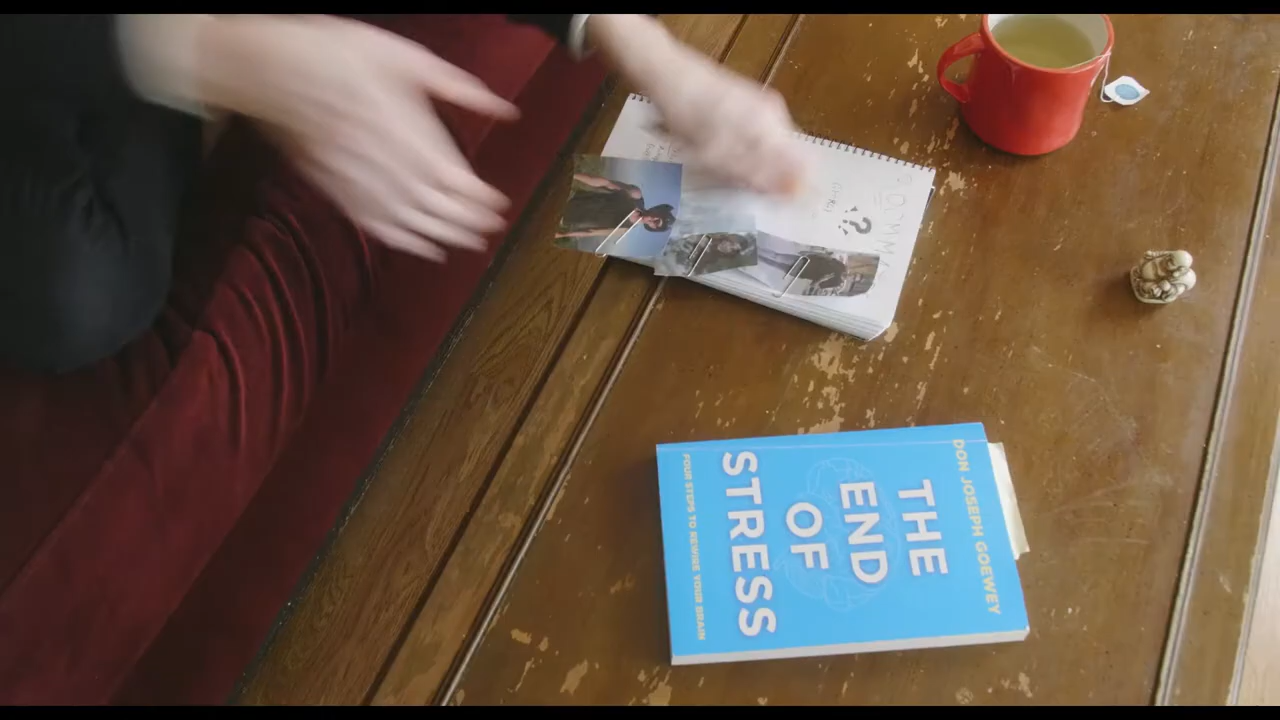 DON JOSEPH GOEWEY
THE
END
OF
STRESS
FOUR STEPS TO REWIRE YOUR BRAIN
??